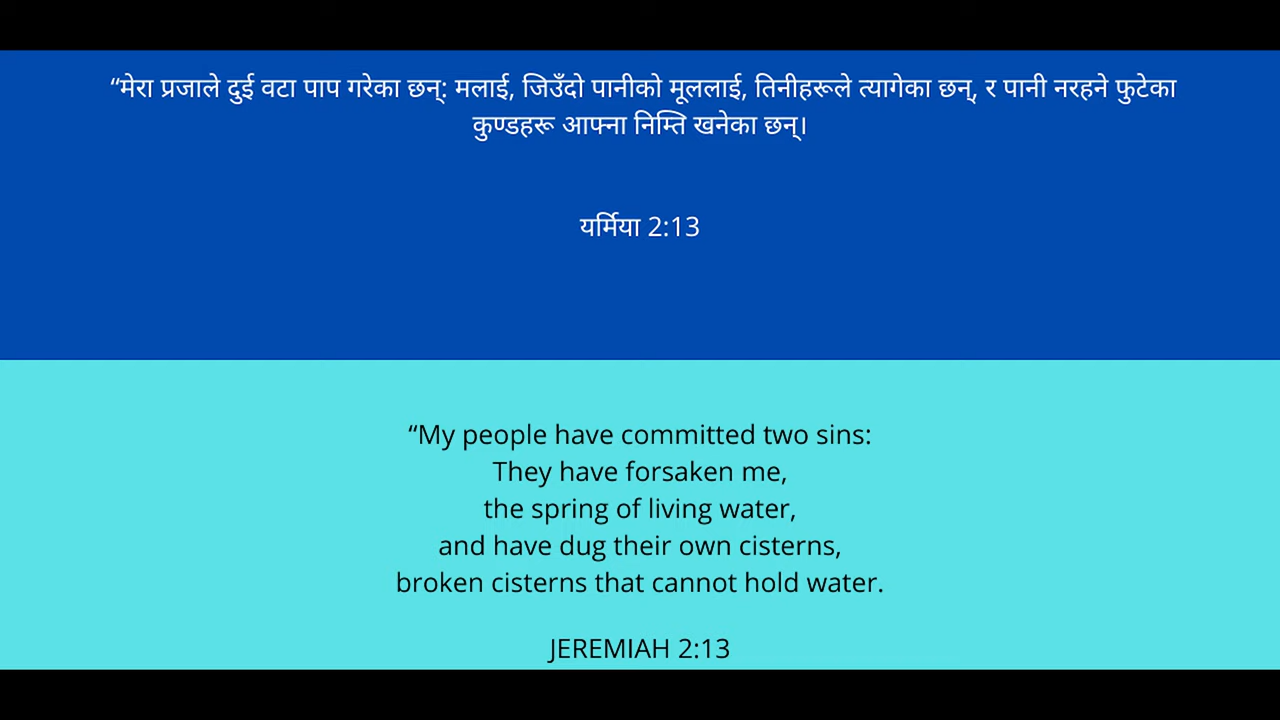 “मेरा प्रजाले दुई वटा पाप गरेका छन्: मलाई, जिउँदो पानीको मूललाई, तिनीहरूले त्यागेका छन्, र पानी नरहने फुटेका
कुण्डहरू आफ्ना निम्ति खनेका छन्।
यर्मिया 2:13
“My people have committed two sins:
They have forsaken me,
the spring of living water,
and have dug their own cisterns,
broken cisterns that cannot hold water.
JEREMIAH 2:13